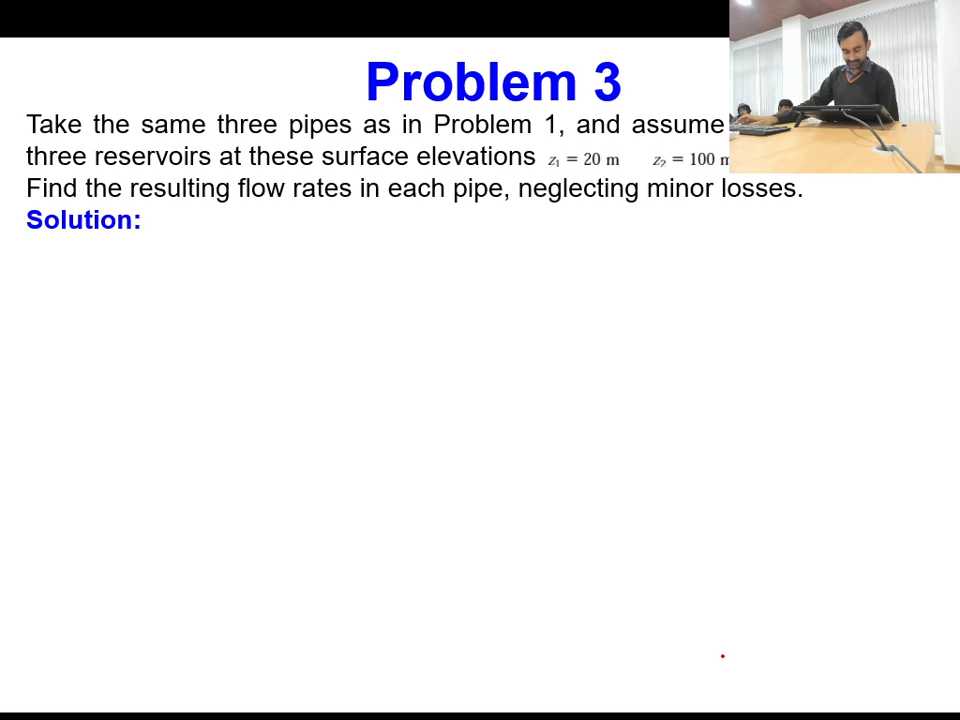 Problem 3
Take the same three pipes as in Problem 1, and assume
three reservoirs at these surface elevations z₁ = 20 m z₂ = 100
Find the resulting flow rates in each pipe, neglecting minor losses.
Solution: